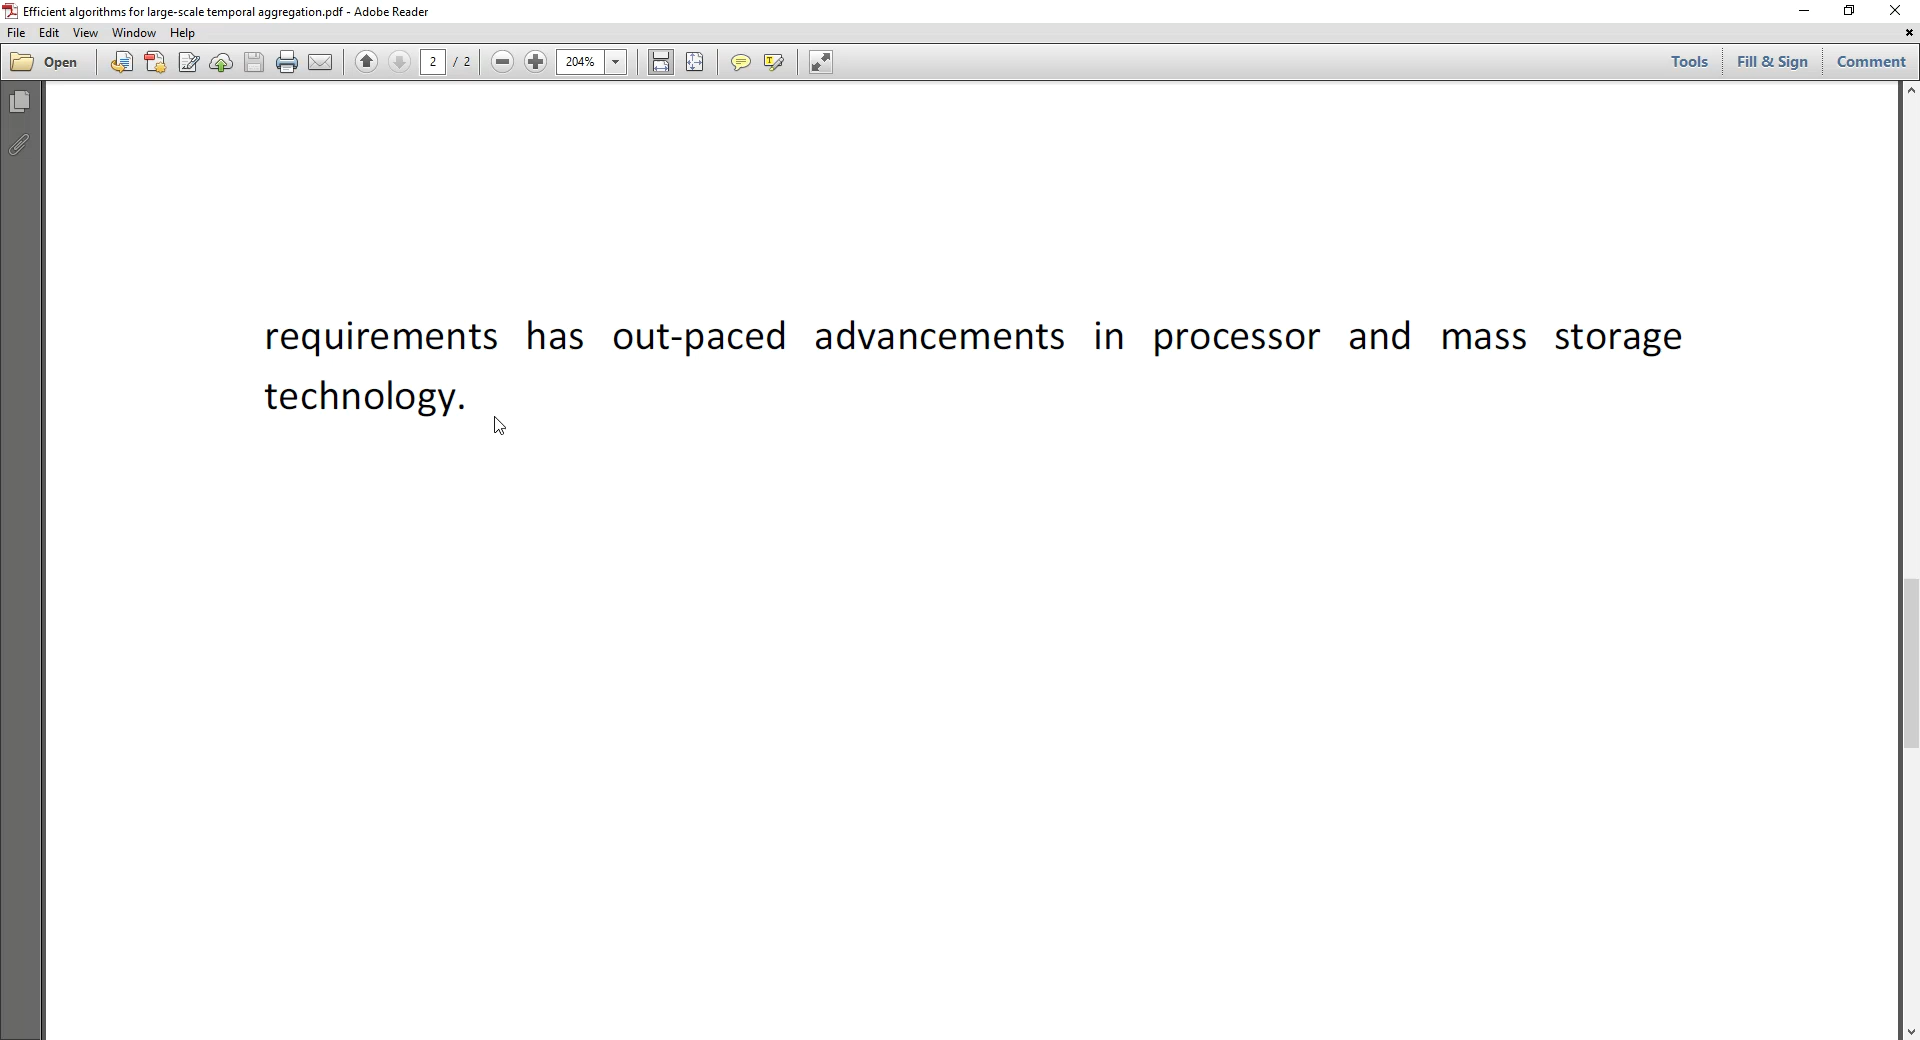 Efficient algorithms for large-scale temporal aggregation.pdf - Adobe Reader
File Edit View Window Help
Open 2 / 2 204% Tools Fill & Sign Comment
requirements has out-paced advancements in processor and mass storage
technology.